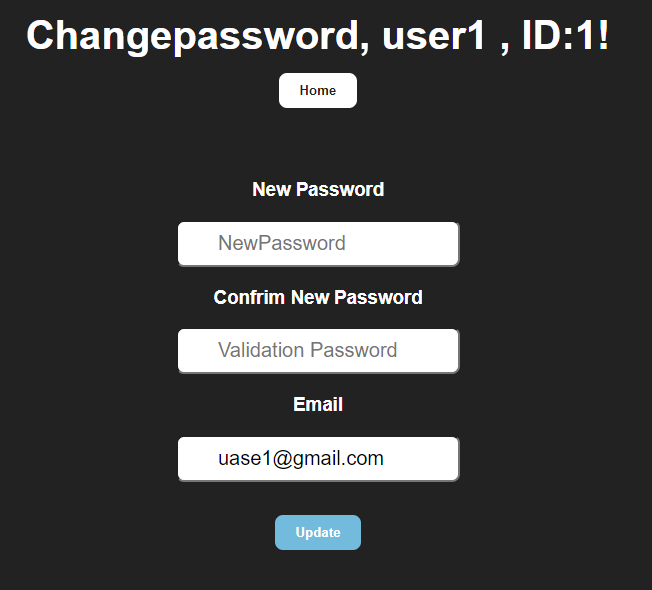 Changepassword, user1 , ID:1!
Home
New Password
NewPassword
Confrim New Password
Validation Password
Email
uase1@gmail.com
Update